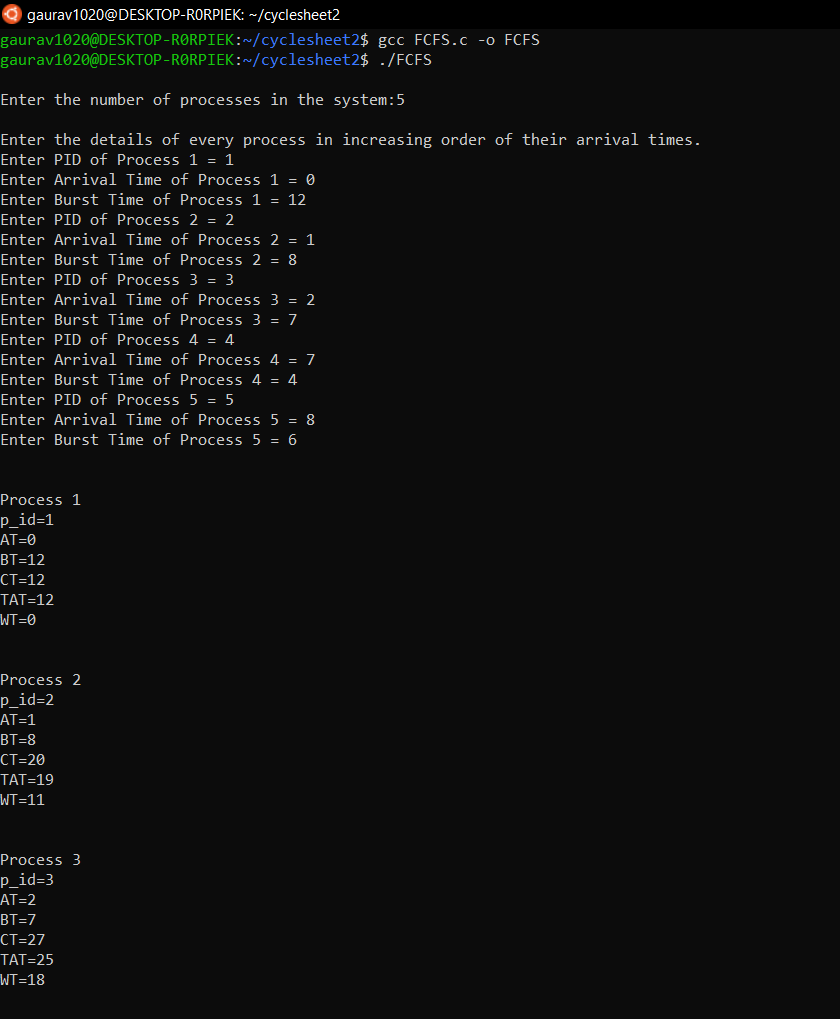 gaurav1020@DESKTOP-R0RPIEK: ~/cyclesheet2
gaurav1020@DESKTOP-R0RPIEK:~/cyclesheet2$ gcc FCFS.c -o FCFS
gaurav1020@DESKTOP-R0RPIEK:~/cyclesheet2$ ./FCFS
Enter the number of processes in the system:5
Enter the details of every process in increasing order of their arrival times.
Enter PID of Process 1 = 1
Enter Arrival Time of Process 1 = 0
Enter Burst Time of Process 1 = 12
Enter PID of Process 2 = 2
Enter Arrival Time of Process 2 = 1
Enter Burst Time of Process 2 = 8
Enter PID of Process 3 = 3
Enter Arrival Time of Process 3 = 2
Enter Burst Time of Process 3 = 7
Enter PID of Process 4 = 4
Enter Arrival Time of Process 4 = 7
Enter Burst Time of Process 4 = 4
Enter PID of Process 5 = 5
Enter Arrival Time of Process 5 = 8
Enter Burst Time of Process 5 = 6
Process 1
p_id=1
AT=0
BT=12
CT=12
TAT=12
WT=0
Process 2
p_id=2
AT=1
BT=8
CT=20
TAT=19
WT=11
Process 3
p_id=3
AT=2
BT=7
CT=27
TAT=25
WT=18